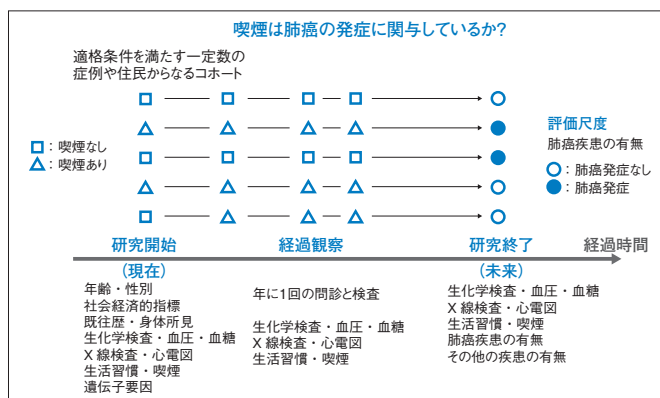 喫煙は肺癌の発症に関与しているか?
適格条件を満たす一定数の
症例や住民からなるコホート
:喫煙なし
:喫煙あり
評価尺度
肺癌疾患の有無
:肺癌発症なし
:肺癌発症
研究開始
(現在)
経過観察
研究終了
(未来)
経過時間
年齢・性別
社会経済的指標
既往歴・身体所見
生化学検査・血圧・血糖
X 線検査・心電図
生活習慣・喫煙
遺伝子要因
年に1回の問診と検査
生化学検査・血圧・血糖
X 線検査・心電図
生活習慣・喫煙
生化学検査・血圧・血糖
X 線検査・心電図
生活習慣・喫煙
肺癌疾患の有無
その他の疾患の有無